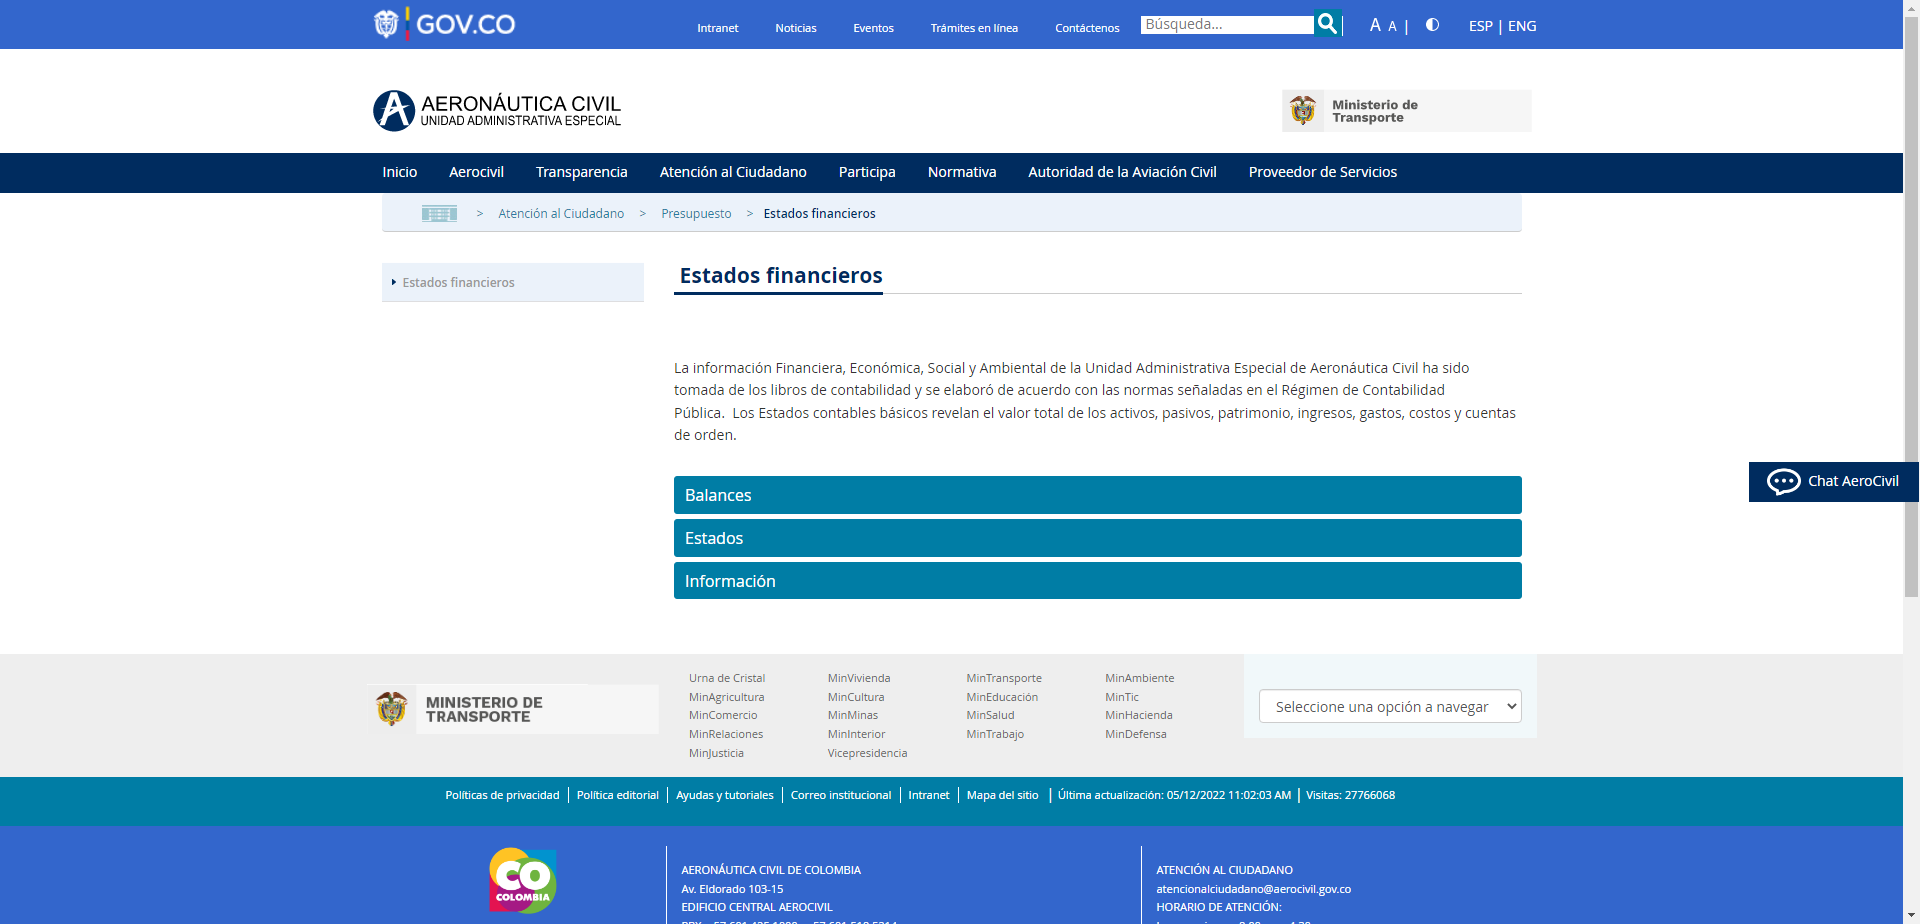 GOV.CO
Intranet
Noticias
Eventos
Trámites en línea
Contáctenos
Búsqueda...
A A |
ESP | ENG
AERONÁUTICA CIVIL
UNIDAD ADMINISTRATIVA ESPECIAL
Ministerio de
Transporte
Inicio
Aerocivil
Transparencia
Atención al Ciudadano
Participa
Normativa
Autoridad de la Aviación Civil
Proveedor de Servicios
> Atención al Ciudadano > Presupuesto > Estados financieros
Estados financieros
Estados financieros
La información Financiera, Económica, Social y Ambiental de la Unidad Administrativa Especial de Aeronáutica Civil ha sido
tomada de los libros de contabilidad y se elaboró de acuerdo con las normas señaladas en el Régimen de Contabilidad
Pública.  Los Estados contables básicos revelan el valor total de los activos, pasivos, patrimonio, ingresos, gastos, costos y cuentas
de orden.
Balances
Chat AeroCivil
Estados
Información
MINISTERIO DE
TRANSPORTE
Urna de Cristal
MinAgricultura
MinComercio
MinRelaciones
MinJusticia
MinVivienda
MinCultura
MinMinas
MinInterior
Vicepresidencia
MinTransporte
MinEducación
MinSalud
MinTrabajo
MinAmbiente
MinTic
MinHacienda
MinDefensa
Seleccione una opción a navegar
Políticas de privacidad | Política editorial | Ayudas y tutoriales | Correo institucional | Intranet | Mapa del sitio | Última actualización: 05/12/2022 11:02:03 AM | Visitas: 27766068
CO
COLOMBIA
AERONÁUTICA CIVIL DE COLOMBIA
Av. Eldorado 103-15
EDIFICIO CENTRAL AEROCIVIL
ATENCIÓN AL CIUDADANO
atencionalciudadano@aerocivil.gov.co
HORARIO DE ATENCIÓN: